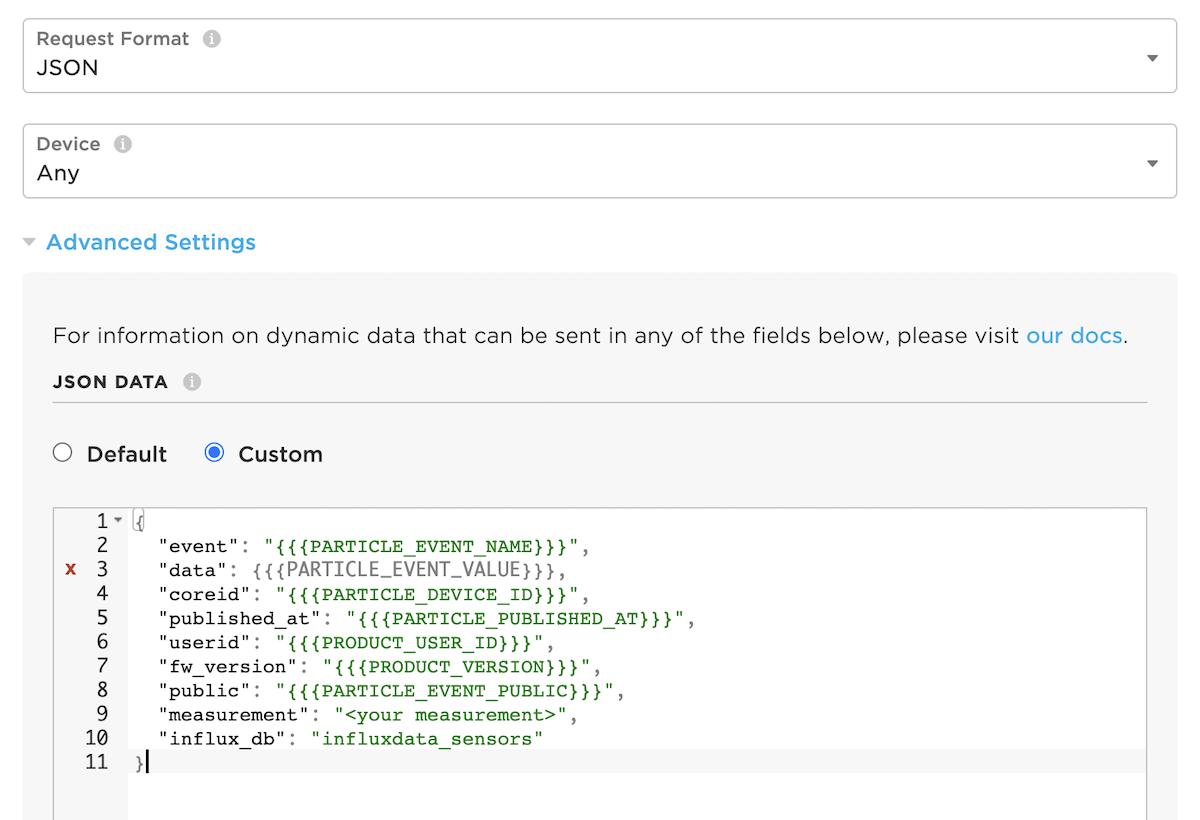 Request Format
JSON
Device
Any
Advanced Settings
For information on dynamic data that can be sent in any of the fields below, please visit our docs.
JSON DATA
Default Custom
1 {
2 "event": "{{{PARTICLE_EVENT_NAME}}}",
x 3 "data": {{{PARTICLE_EVENT_VALUE}}},
4 "coreid": "{{{PARTICLE_DEVICE_ID}}}",
5 "published_at": "{{{PARTICLE_PUBLISHED_AT}}}",
6 "userid": "{{{PRODUCT_USER_ID}}}",
7 "fw_version": "{{{PRODUCT_VERSION}}}",
8 "public": "{{{PARTICLE_EVENT_PUBLIC}}}",
9 "measurement": "<your measurement>",
10 "influx_db": "influxdata_sensors"
11 }